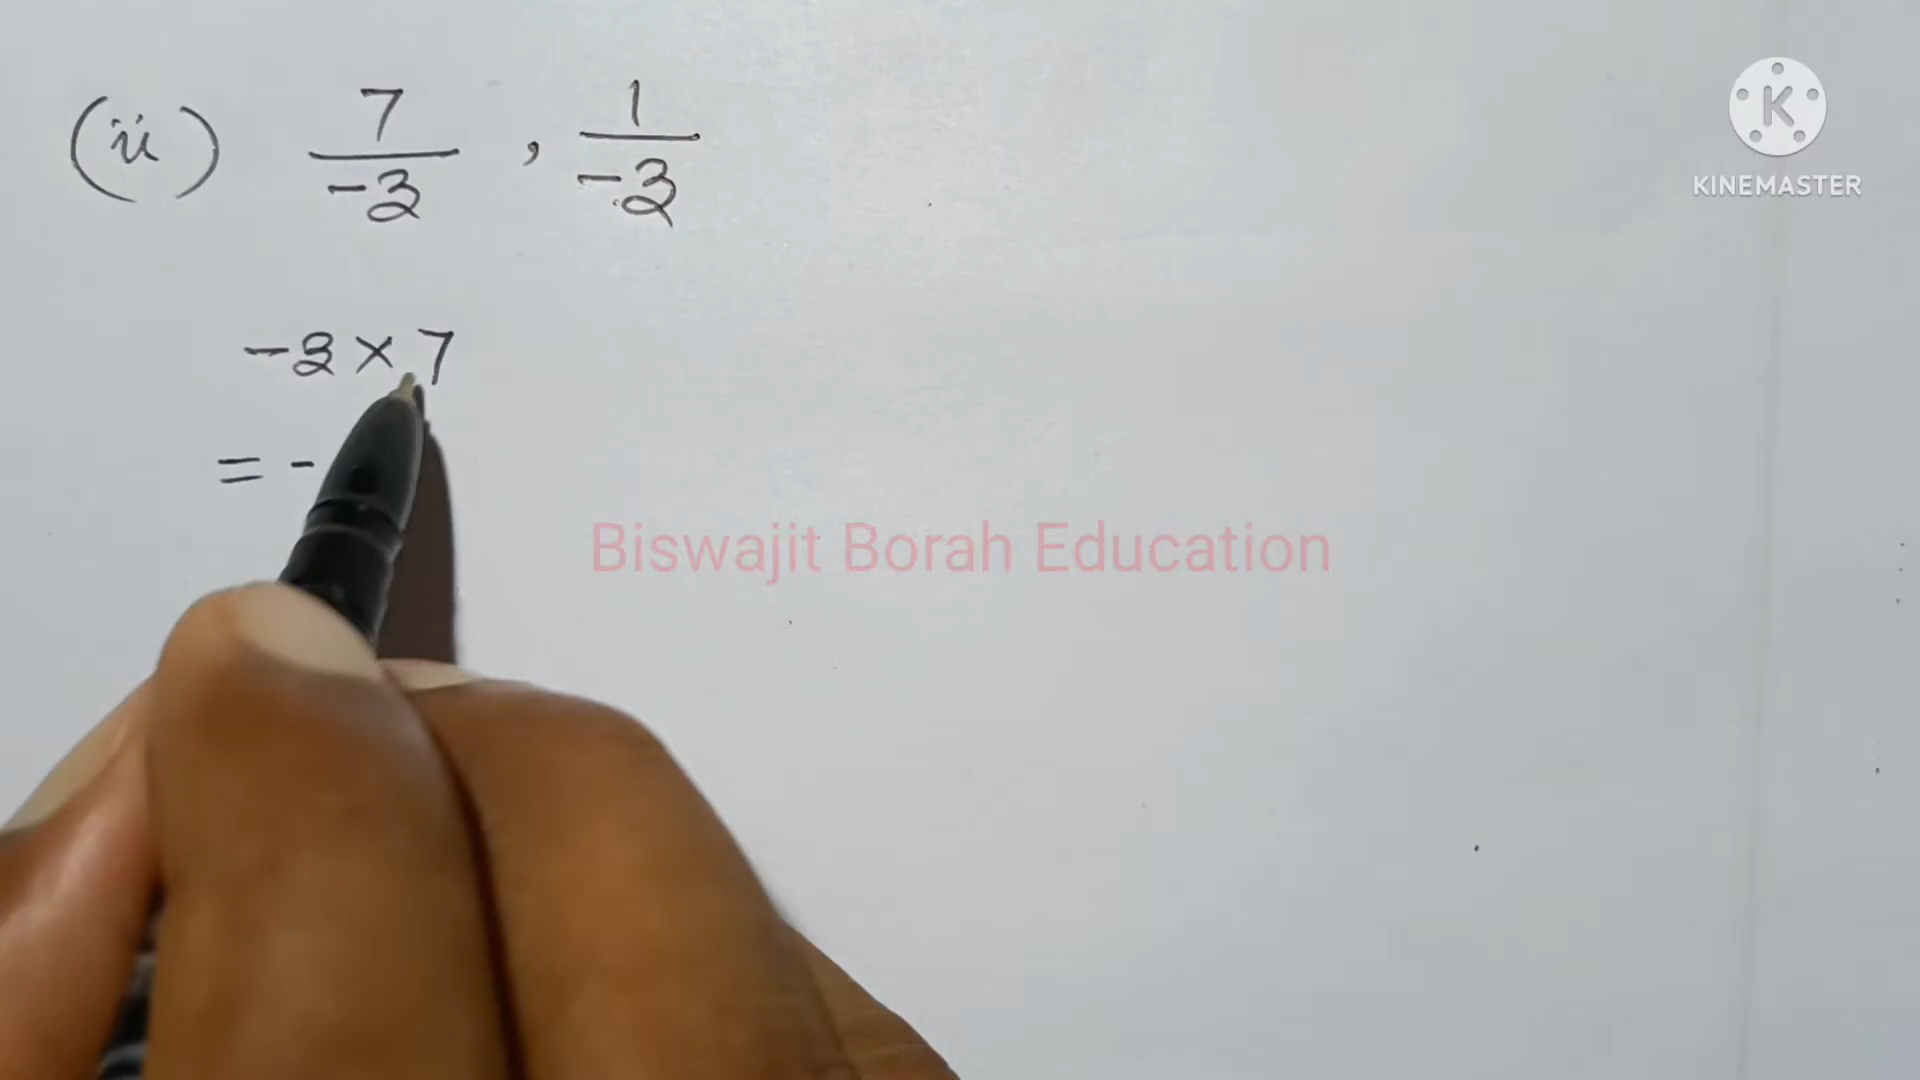 (ii) 7/-3 , 1/-3
-3 × 7
= -
Biswajit Borah Education
K
KINEMASTER